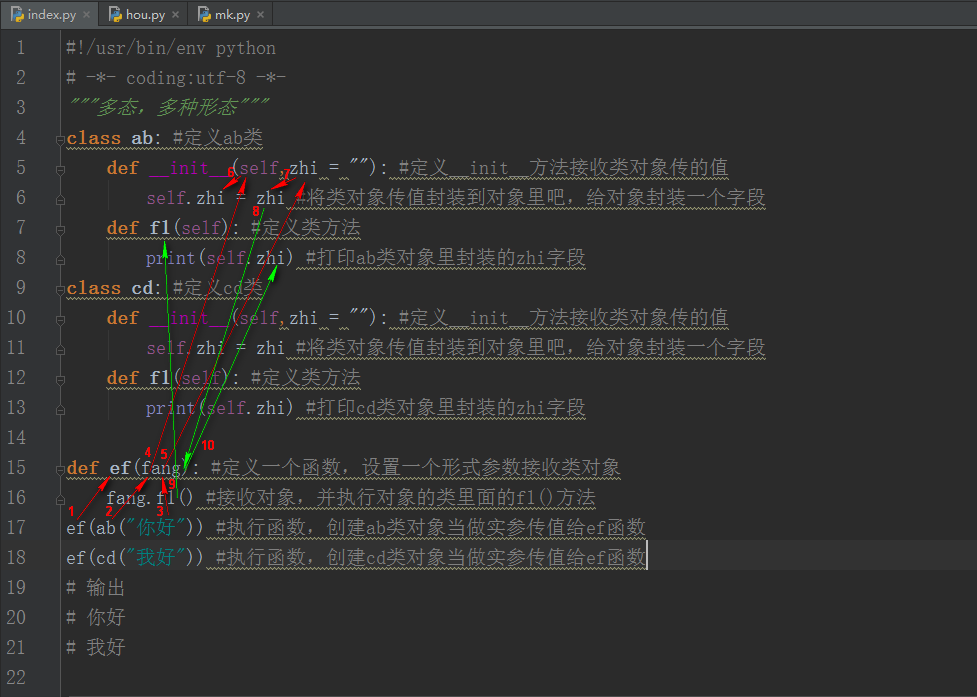 index.py × hou.py × mk.py ×
1 #!/usr/bin/env python
2 # -*- coding:utf-8 -*-
3 """多态，多种形态"""
4 class ab: #定义ab类
5 def __init__(self,zhi = ""): #定义__init__方法接收类对象传的值
6 self.zhi = zhi #将类对象传值封装到对象里吧，给对象封装一个字段
7 def f1(self): #定义类方法
8 print(self.zhi) #打印ab类对象里封装的zhi字段
9 class cd: #定义cd类
10 def __init__(self,zhi = ""): #定义__init__方法接收类对象传的值
11 self.zhi = zhi #将类对象传值封装到对象里吧，给对象封装一个字段
12 def f1(self): #定义类方法
13 print(self.zhi) #打印cd类对象里封装的zhi字段
14
15 def ef(fang): #定义一个函数，设置一个形式参数接收类对象
16 fang.f1() #接收对象，并执行对象的类里面的f1()方法
17 ef(ab("你好")) #执行函数，创建ab类对象当做实参传值给ef函数
18 ef(cd("我好")) #执行函数，创建cd类对象当做实参传值给ef函数
19 # 输出
20 # 你好
21 # 我好
22
6 7
8
4 5 10
9
1 2 3